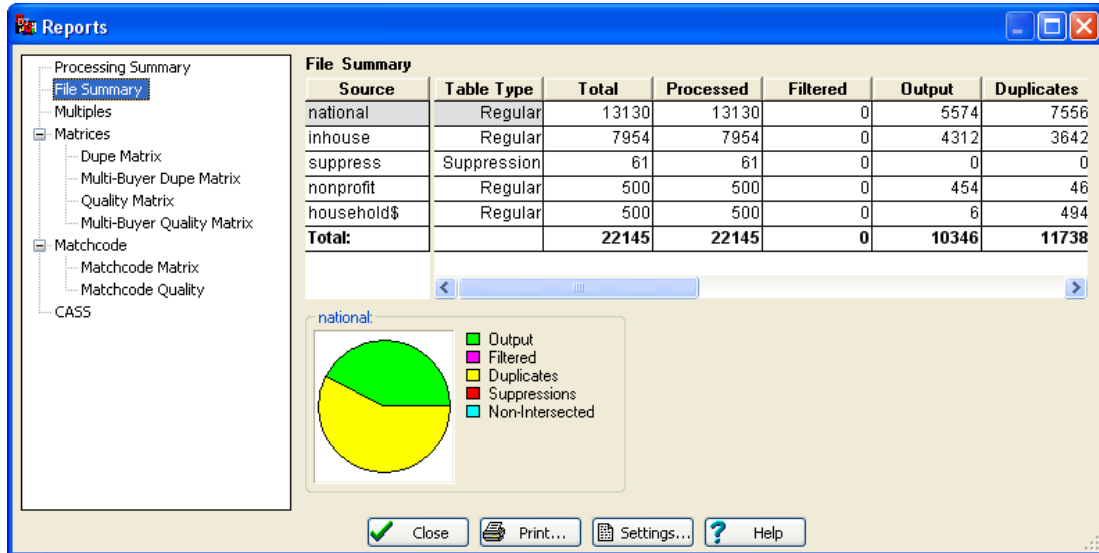 Reports
Processing Summary
File Summary
Multiples
Matrices
Dupe Matrix
Multi-Buyer Dupe Matrix
Quality Matrix
Multi-Buyer Quality Matrix
Matchcode
Matchcode Matrix
Matchcode Quality
CASS
File Summary
Source Table Type Total Processed Filtered Output Duplicates
national Regular 13130 13130 0 5574 7556
inhouse Regular 7954 7954 0 4312 3642
suppress Suppression 61 61 0 0 0
nonprofit Regular 500 500 0 454 46
household$ Regular 500 500 0 6 494
Total: 22145 22145 0 10346 11738
national:
Output
Filtered
Duplicates
Suppressions
Non-Intersected
Close Print... Settings... Help